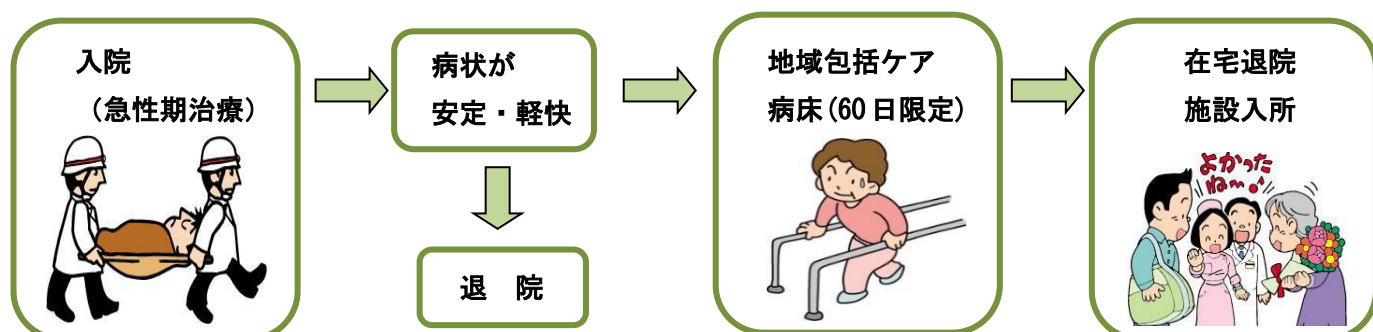 入院
（急性期治療）
病状が
安定・軽快
退　院
地域包括ケア
病床(60日限定)
在宅退院
施設入所
よかった
ねぇ～♪